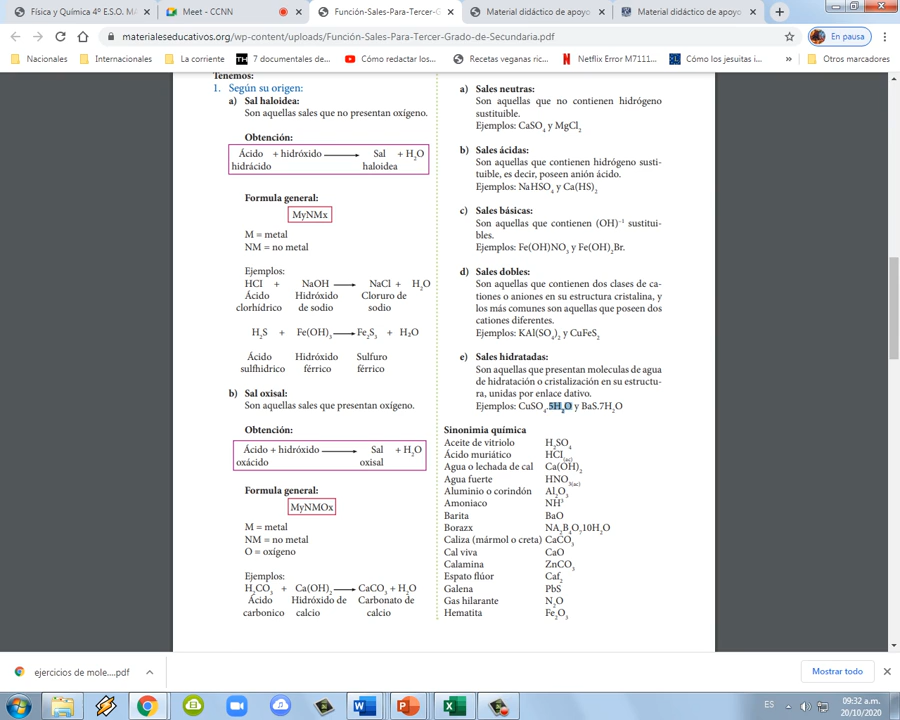 Física y Química 4º E.S.O. Ma
Meet - CCNN
Función-Sales-Para-Tercer-G
Material didáctico de apoyo
Material didáctico de apoyo
materialeseducativos.org/wp-content/uploads/Función-Sales-Para-Tercer-Grado-de-Secundaria.pdf
En pausa
Nacionales
Internacionales
La corriente
7 documentales de...
Cómo redactar los...
Recetas veganas ric...
Netflix Error M7111...
Cómo los jesuitas i...
»
Otros marcadores
Tenemos:
1. Según su origen:
a) Sal haloidea:
Son aquellas sales que no presentan oxígeno.
Obtención:
Ácido + hidróxido ⟶ Sal + H₂O
hidrácido haloidea
Formula general:
MyNMx
M = metal
NM = no metal
Ejemplos:
HCI + NaOH ⟶ NaCl + H₂O
Ácido Hidróxido Cloruro de
clorhídrico de sodio sodio
H₂S + Fe(OH)₃ ⟶ Fe₂S₃ + H₂O
Ácido Hidróxido Sulfuro
sulfhidrico férrico férrico
b) Sal oxisal:
Son aquellas sales que presentan oxígeno.
Obtención:
Ácido + hidróxido ⟶ Sal + H₂O
oxácido oxisal
Formula general:
MyNMOx
M = metal
NM = no metal
O = oxígeno
Ejemplos:
H₂CO₃ + Ca(OH)₂ ⟶ CaCO₃ + H₂O
Ácido Hidróxido de Carbonato de
carbonico calcio calcio
a) Sales neutras:
Son aquellas que no contienen hidrógeno
sustituible.
Ejemplos: CaSO₄ y MgCl₂
b) Sales ácidas:
Son aquellas que contienen hidrógeno susti-
tuible, es decir, poseen anión ácido.
Ejemplos: NaHSO₄ y Ca(HS)₂
c) Sales básicas:
Son aquellas que contienen (OH)⁻¹ sustitui-
bles.
Ejemplos: Fe(OH)NO₃ y Fe(OH)₂Br.
d) Sales dobles:
Son aquellas que contienen dos clases de ca-
tiones o aniones en su estructura cristalina, y
los más comunes son aquellas que poseen dos
cationes diferentes.
Ejemplos: KAl(SO₄)₂ y CuFeS₂
e) Sales hidratadas:
Son aquellas que presentan moleculas de agua
de hidratación o cristalización en su estructu-
ra, unidas por enlace dativo.
Ejemplos: CuSO₄.5H₂O y BaS.7H₂O
Sinonimia química
Aceite de vitriolo H₂SO₄
Ácido muriático HCI(ac)
Agua o lechada de cal Ca(OH)₂
Agua fuerte HNO₃(ac)
Aluminio o corindón Al₂O₃
Amoniaco NH³
Barita BaO
Borazx NA₂B₄O₇10H₂O
Caliza (mármol o creta) CaCO₃
Cal viva CaO
Calamina ZnCO₃
Espato flúor Caf₂
Galena PbS
Gas hilarante N₂O
Hematita Fe₂O₃
ejercicios de mole....pdf
Mostrar todo
ES
09:32 a.m.
20/10/2020